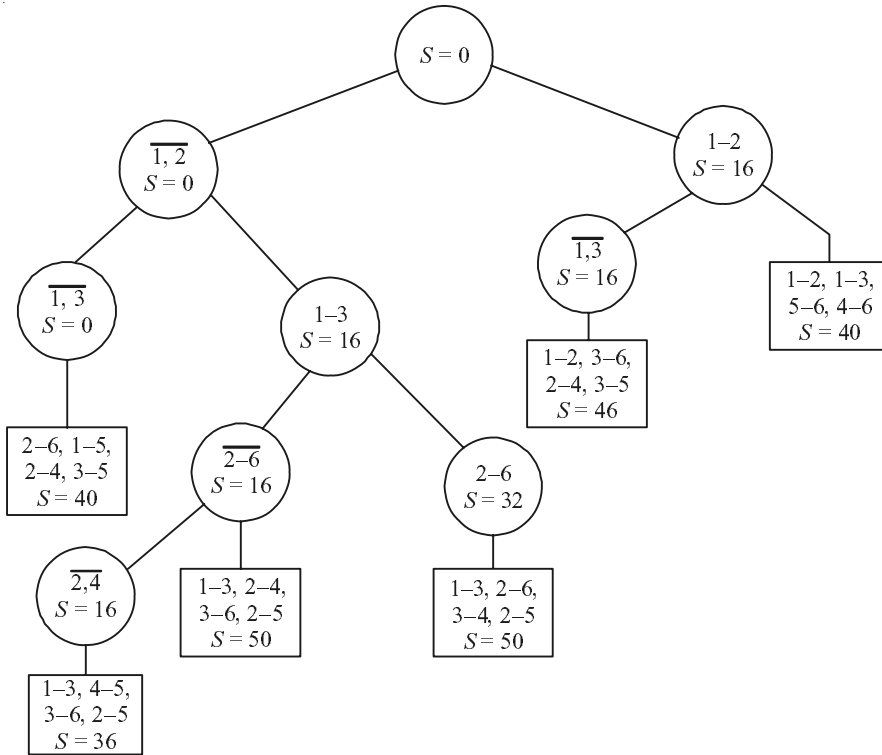 S = 0
1, 2
S = 0
1–2
S = 16
1, 3
S = 0
1–3
S = 16
1,3
S = 16
1–2, 1–3,
5–6, 4–6
S = 40
1–2, 3–6,
2–4, 3–5
S = 46
2–6, 1–5,
2–4, 3–5
S = 40
2–6
S = 16
2–6
S = 32
2,4
S = 16
1–3, 2–4,
3–6, 2–5
S = 50
1–3, 2–6,
3–4, 2–5
S = 50
1–3, 4–5,
3–6, 2–5
S = 36